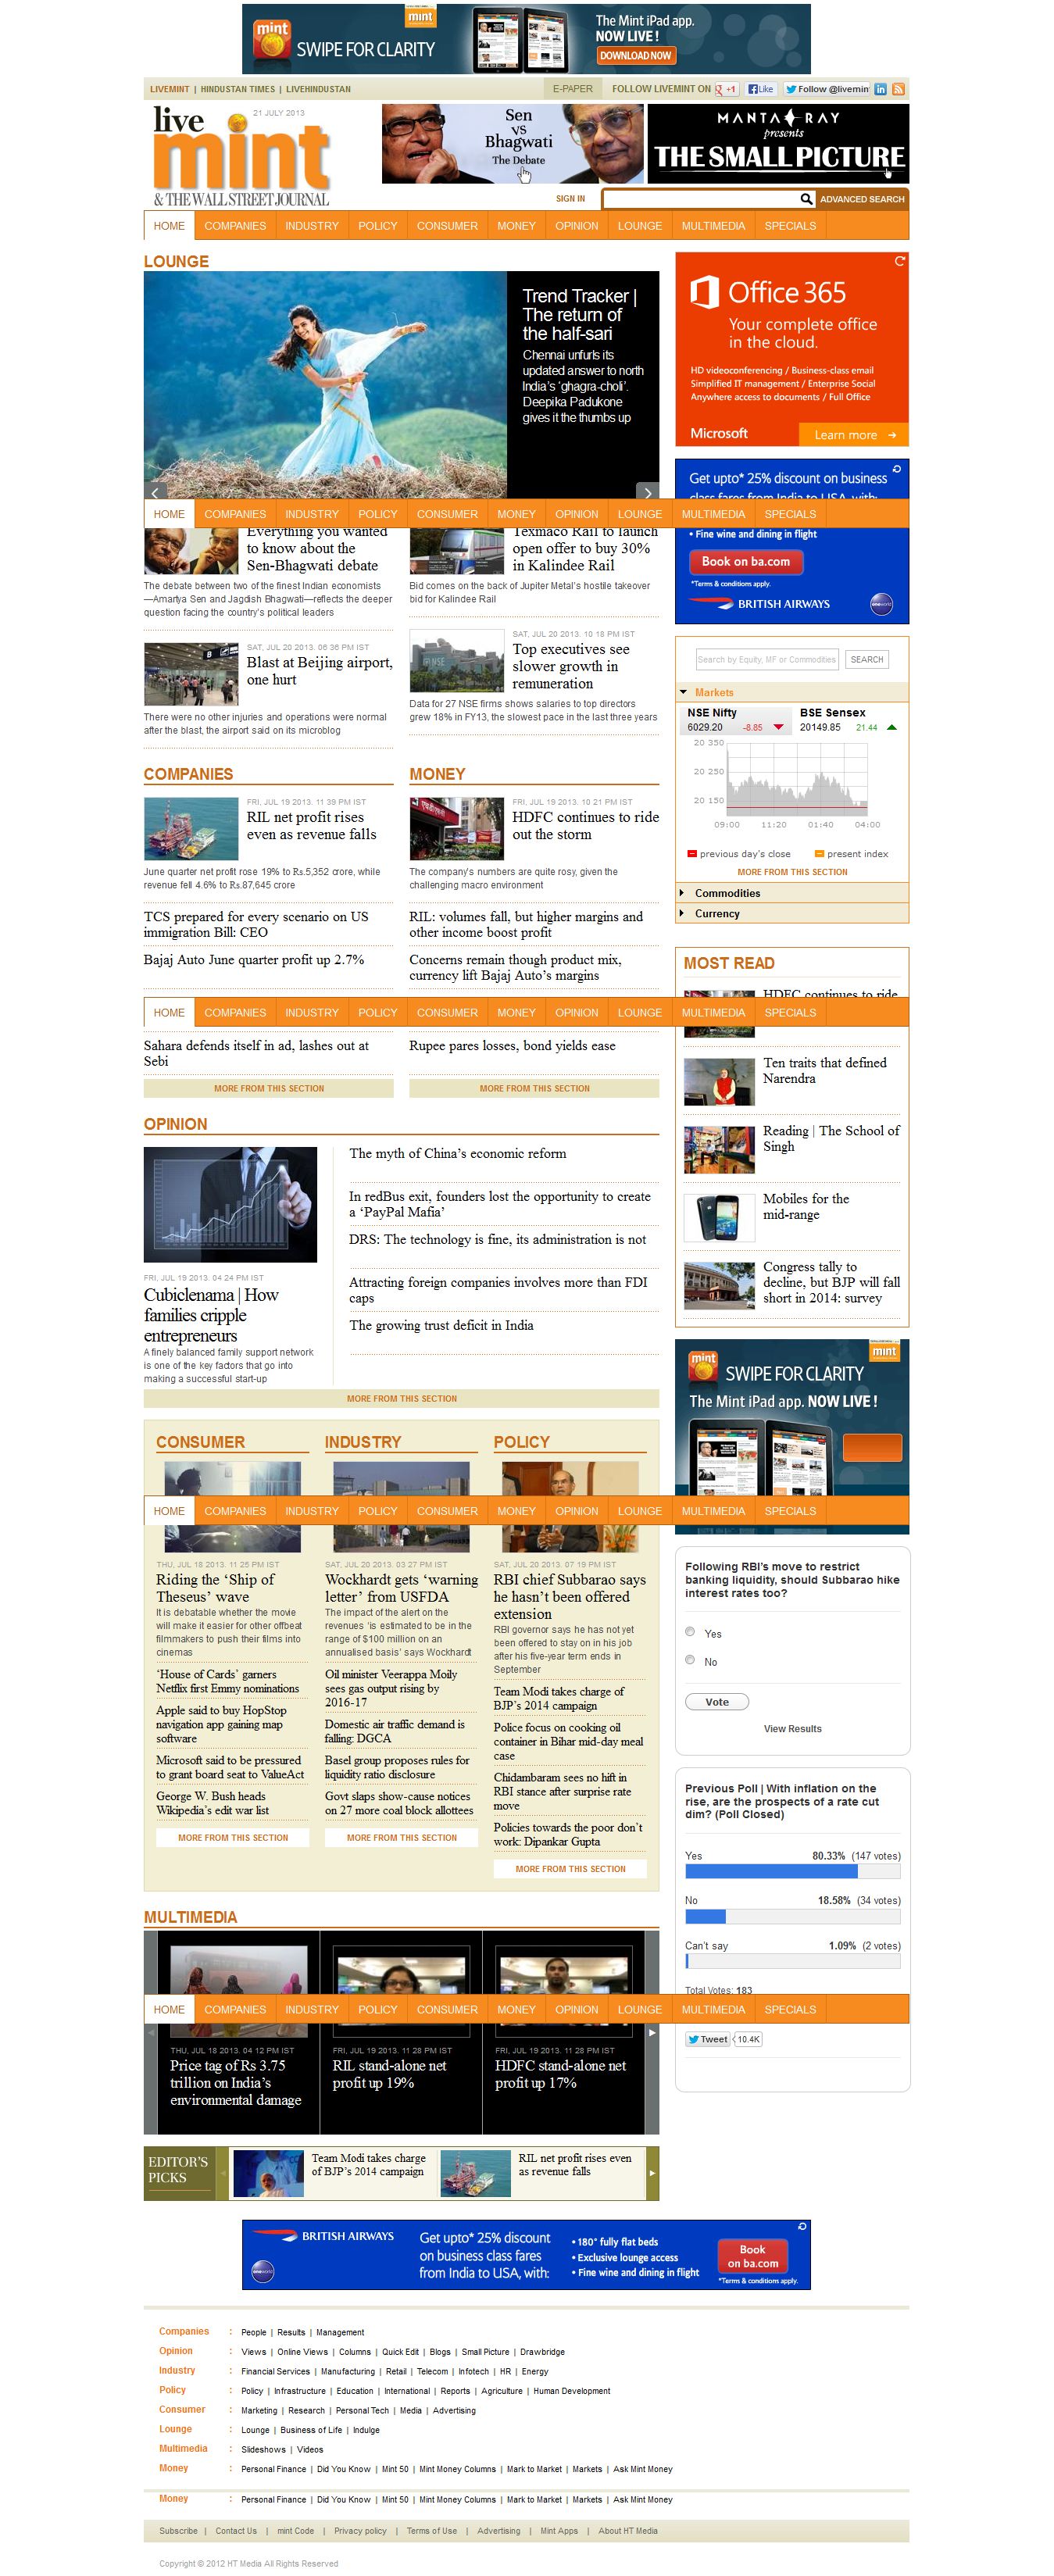 mint
mint
SWIPE FOR CLARITY
The Mint iPad app.
NOW LIVE !
DOWNLOAD NOW
LIVEMINT | HINDUSTAN TIMES | LIVEHINDUSTAN
E-PAPER
FOLLOW LIVEMINT ON
+1
Like
Follow @livemin
21 JULY 2013
live
mint
& THE WALL STREET JOURNAL
Sen
vs
Bhagwati
The Debate
MANTA RAY
presents
THE SMALL PICTURE
SIGN IN
ADVANCED SEARCH
HOME COMPANIES INDUSTRY POLICY CONSUMER MONEY OPINION LOUNGE MULTIMEDIA SPECIALS
LOUNGE
Trend Tracker |
The return of
the half-sari
Chennai unfurls its
updated answer to north
India's 'ghagra-choli'.
Deepika Padukone
gives it the thumbs up
Office 365
Your complete office
in the cloud.
HD videoconferencing / Business-class email
Simplified IT management / Enterprise Social
Anywhere access to documents / Full Office
Microsoft
Learn more
Get upto* 25% discount on business
class fares from India to USA, with:
HOME COMPANIES INDUSTRY POLICY CONSUMER MONEY OPINION LOUNGE MULTIMEDIA SPECIALS
• Fine wine and dining in flight
Book on ba.com
*Terms & conditions apply.
BRITISH AIRWAYS
oneworld
Everything you wanted
to know about the
Sen-Bhagwati debate
The debate between two of the finest Indian economists
—Amartya Sen and Jagdish Bhagwati—reflects the deeper
question facing the country's political leaders
Texmaco Rail to launch
open offer to buy 30%
in Kalindee Rail
Bid comes on the back of Jupiter Metal's hostile takeover
bid for Kalindee Rail
SAT, JUL 20 2013. 06 36 PM IST
Blast at Beijing airport,
one hurt
There were no other injuries and operations were normal
after the blast, the airport said on its microblog
SAT, JUL 20 2013. 10 18 PM IST
Top executives see
slower growth in
remuneration
Data for 27 NSE firms shows salaries to top directors
grew 18% in FY13, the slowest pace in the last three years
Search by Equity, MF or Commodities
SEARCH
Markets
NSE Nifty
6029.20 -8.85
BSE Sensex
20149.85 21.44
20 350
20 250
20 150
09:00 11:20 01:40 04:00
previous day's close
present index
MORE FROM THIS SECTION
Commodities
Currency
COMPANIES
FRI, JUL 19 2013. 11 39 PM IST
RIL net profit rises
even as revenue falls
June quarter net profit rose 19% to Rs.5,352 crore, while
revenue fell 4.6% to Rs.87,645 crore
TCS prepared for every scenario on US
immigration Bill: CEO
Bajaj Auto June quarter profit up 2.7%
MONEY
FRI, JUL 19 2013. 10 21 PM IST
HDFC continues to ride
out the storm
The company's numbers are quite rosy, given the
challenging macro environment
RIL: volumes fall, but higher margins and
other income boost profit
Concerns remain though product mix,
currency lift Bajaj Auto's margins
MOST READ
HDFC continues to ride
HOME COMPANIES INDUSTRY POLICY CONSUMER MONEY OPINION LOUNGE MULTIMEDIA SPECIALS
Sahara defends itself in ad, lashes out at
Sebi
MORE FROM THIS SECTION
Rupee pares losses, bond yields ease
MORE FROM THIS SECTION
Ten traits that defined
Narendra
Reading | The School of
Singh
Mobiles for the
mid-range
Congress tally to
decline, but BJP will fall
short in 2014: survey
OPINION
FRI, JUL 19 2013. 04 24 PM IST
Cubiclenama | How
families cripple
entrepreneurs
A finely balanced family support network
is one of the key factors that go into
making a successful start-up
The myth of China's economic reform
In redBus exit, founders lost the opportunity to create
a 'PayPal Mafia'
DRS: The technology is fine, its administration is not
Attracting foreign companies involves more than FDI
caps
The growing trust deficit in India
MORE FROM THIS SECTION
mint
mint
SWIPE FOR CLARITY
The Mint iPad app. NOW LIVE !
CONSUMER
INDUSTRY
POLICY
HOME COMPANIES INDUSTRY POLICY CONSUMER MONEY OPINION LOUNGE MULTIMEDIA SPECIALS
THU, JUL 18 2013. 11 25 PM IST
Riding the 'Ship of
Theseus' wave
It is debatable whether the movie
will make it easier for other offbeat
filmmakers to push their films into
cinemas
'House of Cards' garners
Netflix first Emmy nominations
Apple said to buy HopStop
navigation app gaining map
software
Microsoft said to be pressured
to grant board seat to ValueAct
George W. Bush heads
Wikipedia's edit war list
MORE FROM THIS SECTION
SAT, JUL 20 2013. 03 27 PM IST
Wockhardt gets 'warning
letter' from USFDA
The impact of the alert on the
revenues 'is estimated to be in the
range of $100 million on an
annualised basis' says Wockhardt
Oil minister Veerappa Moily
sees gas output rising by
2016-17
Domestic air traffic demand is
falling: DGCA
Basel group proposes rules for
liquidity ratio disclosure
Govt slaps show-cause notices
on 27 more coal block allottees
MORE FROM THIS SECTION
SAT, JUL 20 2013. 07 19 PM IST
RBI chief Subbarao says
he hasn't been offered
extension
RBI governor says he has not yet
been offered to stay on in his job
after his five-year term ends in
September
Team Modi takes charge of
BJP's 2014 campaign
Police focus on cooking oil
container in Bihar mid-day meal
case
Chidambaram sees no hift in
RBI stance after surprise rate
move
Policies towards the poor don't
work: Dipankar Gupta
MORE FROM THIS SECTION
Following RBI's move to restrict
banking liquidity, should Subbarao hike
interest rates too?
Yes
No
Vote
View Results
Previous Poll | With inflation on the
rise, are the prospects of a rate cut
dim? (Poll Closed)
Yes 80.33% (147 votes)
No 18.58% (34 votes)
Can't say 1.09% (2 votes)
Total Votes: 183
MULTIMEDIA
HOME COMPANIES INDUSTRY POLICY CONSUMER MONEY OPINION LOUNGE MULTIMEDIA SPECIALS
Tweet 10.4K
THU, JUL 18 2013. 04 12 PM IST
Price tag of Rs 3.75
trillion on India's
environmental damage
FRI, JUL 19 2013. 11 28 PM IST
RIL stand-alone net
profit up 19%
FRI, JUL 19 2013. 11 28 PM IST
HDFC stand-alone net
profit up 17%
EDITOR'S
PICKS
Team Modi takes charge
of BJP's 2014 campaign
RIL net profit rises even
as revenue falls
BRITISH AIRWAYS
oneworld
Get upto* 25% discount
on business class fares
from India to USA, with:
• 180° fully flat beds
• Exclusive lounge access
• Fine wine and dining in flight
Book
on ba.com
*Terms & conditions apply.
Companies : People | Results | Management
Opinion : Views | Online Views | Columns | Quick Edit | Blogs | Small Picture | Drawbridge
Industry : Financial Services | Manufacturing | Retail | Telecom | Infotech | HR | Energy
Policy : Policy | Infrastructure | Education | International | Reports | Agriculture | Human Development
Consumer : Marketing | Research | Personal Tech | Media | Advertising
Lounge : Lounge | Business of Life | Indulge
Multimedia : Slideshows | Videos
Money : Personal Finance | Did You Know | Mint 50 | Mint Money Columns | Mark to Market | Markets | Ask Mint Money
Money : Personal Finance | Did You Know | Mint 50 | Mint Money Columns | Mark to Market | Markets | Ask Mint Money
Subscribe | Contact Us | mint Code | Privacy policy | Terms of Use | Advertising | Mint Apps | About HT Media
Copyright © 2012 HT Media All Rights Reserved